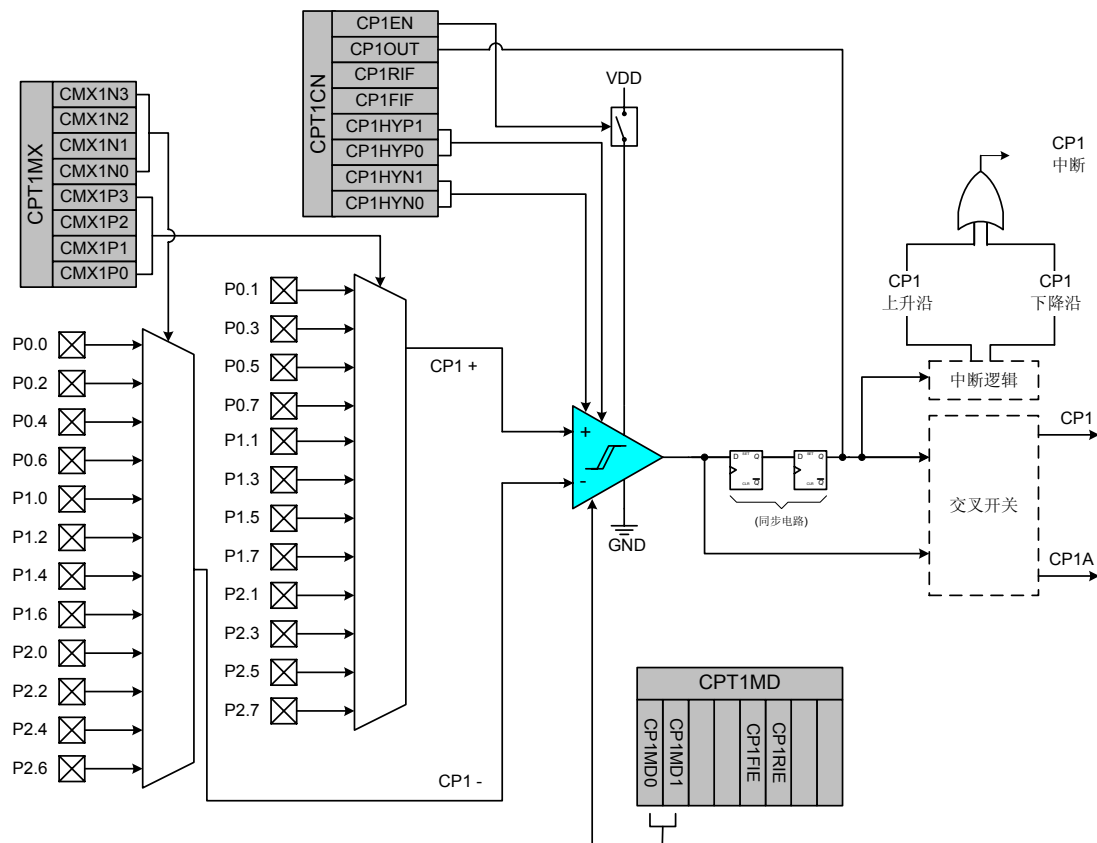 CPT1CN
CP1EN
CP1OUT
CP1RIF
CP1FIF
CP1HYP1
CP1HYP0
CP1HYN1
CP1HYN0
VDD
CPT1MX
CMX1N3
CMX1N2
CMX1N1
CMX1N0
CMX1P3
CMX1P2
CMX1P1
CMX1P0
CP1
中断
CP1
上升沿
CP1
下降沿
中断逻辑
P0.1
P0.3
P0.5
P0.7
P1.1
P1.3
P1.5
P1.7
P2.1
P2.3
P2.5
P2.7
P0.0
P0.2
P0.4
P0.6
P1.0
P1.2
P1.4
P1.6
P2.0
P2.2
P2.4
P2.6
CP1 +
CP1 -
+
-
GND
D SET Q
CLR Q
D SET Q
CLR Q
(同步电路)
交叉开关
CP1
CP1A
CPT1MD
CP1MD0
CP1MD1
CP1FIE
CP1RIE